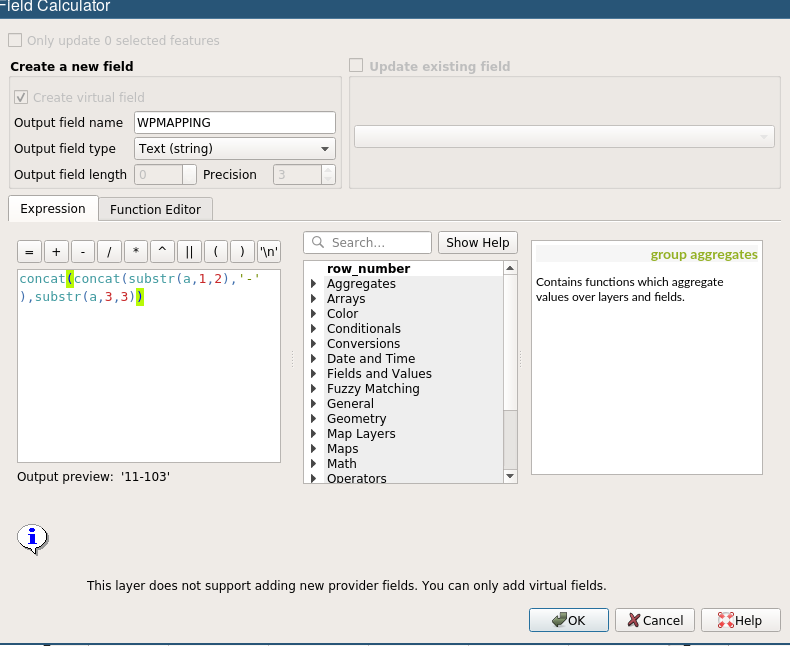 Field Calculator
Only update 0 selected features
Create a new field
Update existing field
Create virtual field
Output field name WPMAPPING
Output field type Text (string)
Output field length 0 Precision 3
Expression Function Editor
= + - / * ^ || ( ) '\n'
Search... Show Help
concat(concat(substr(a,1,2),'-'
),substr(a,3,3))
Output preview: '11-103'
row_number
Aggregates
Arrays
Color
Conditionals
Conversions
Date and Time
Fields and Values
Fuzzy Matching
General
Geometry
Map Layers
Maps
Math
Operators
group aggregates
Contains functions which aggregate
values over layers and fields.
This layer does not support adding new provider fields. You can only add virtual fields.
OK Cancel Help